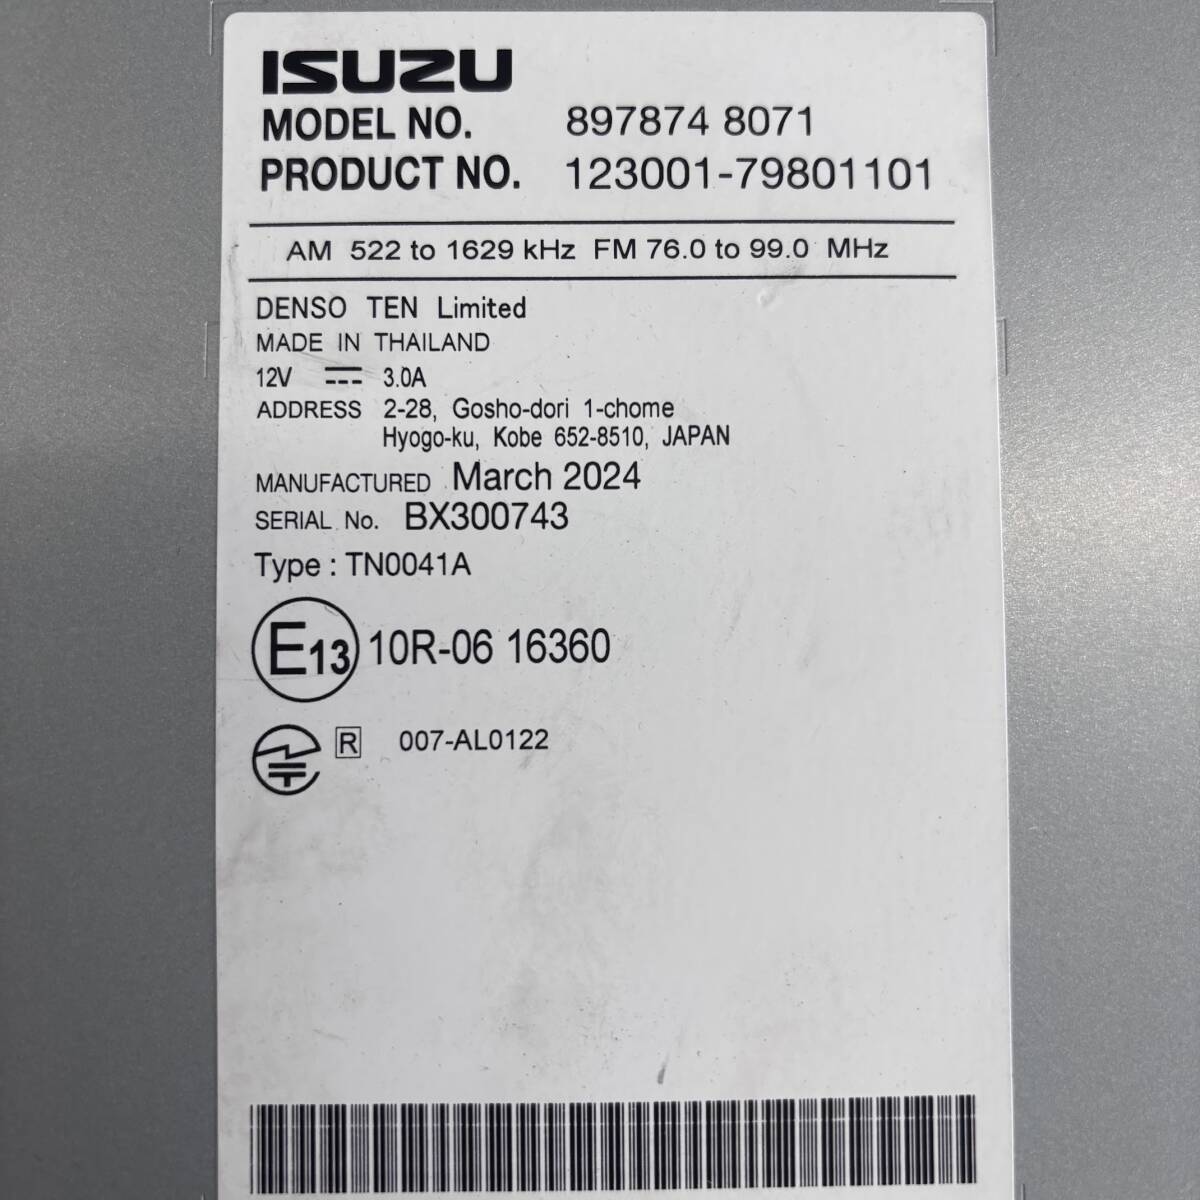 ISUZU
MODEL NO. 897874 8071
PRODUCT NO. 123001-79801101
AM 522 to 1629 kHz FM 76.0 to 99.0 MHz
DENSO TEN Limited
MADE IN THAILAND
12V 3.0A
ADDRESS 2-28, Gosho-dori 1-chome
Hyogo-ku, Kobe 652-8510, JAPAN
MANUFACTURED March 2024
SERIAL No. BX300743
Type : TN0041A
E13 10R-06 16360
R 007-AL0122